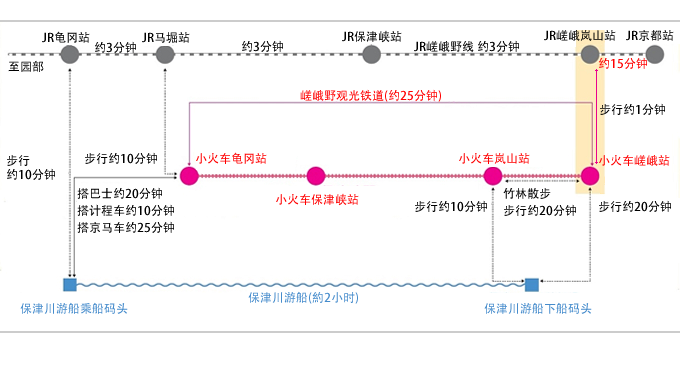 JR龟冈站
JR马堀站
JR保津峡站
JR嵯峨岚山站
JR京都站
约3分钟
约3分钟
JR嵯峨野线 约3分钟
至园部
约15分钟
嵯峨野观光铁道(约25分钟)
步行约1分钟
步行
约10分钟
步行约10分钟
小火车龟冈站
小火车岚山站
小火车嵯峨站
搭巴士约20分钟
搭计程车约10分钟
搭京马车约25分钟
小火车保津峡站
竹林散步
步行约20分钟
步行约10分钟
步行约20分钟
保津川游船(約2小时)
保津川游船乘船码头
保津川游船下船码头